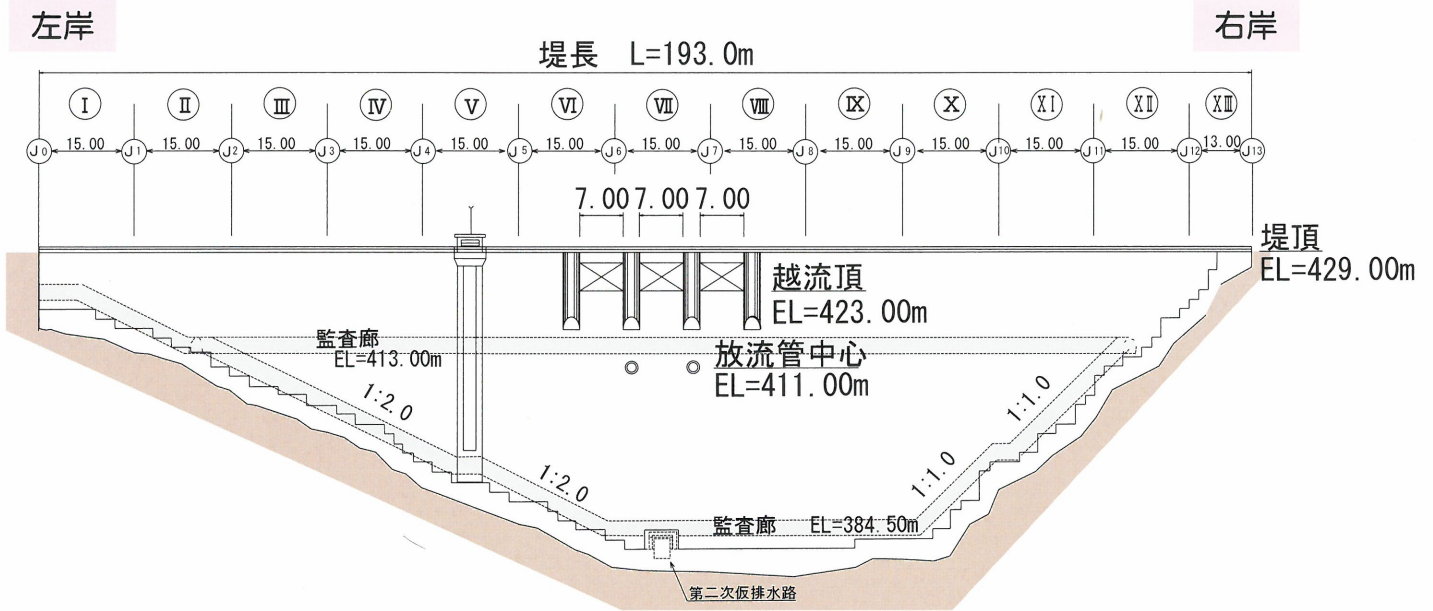 左岸
右岸
堤長 L=193.0m
Ⅰ Ⅱ Ⅲ Ⅳ Ⅴ Ⅵ Ⅶ Ⅷ Ⅸ Ⅹ ⅩⅠ ⅩⅡ ⅩⅢ
J0 15.00 J1 15.00 J2 15.00 J3 15.00 J4 15.00 J5 15.00 J6 15.00 J7 15.00 J8 15.00 J9 15.00 J10 15.00 J11 15.00 J12 13.00 J13
7.00 7.00 7.00
堤頂
EL=429.00m
越流頂
EL=423.00m
監査廊
EL=413.00m
放流管中心
EL=411.00m
1:2.0
1:1.0
1:2.0
1:1.0
監査廊 EL=384.50m
第二次仮排水路